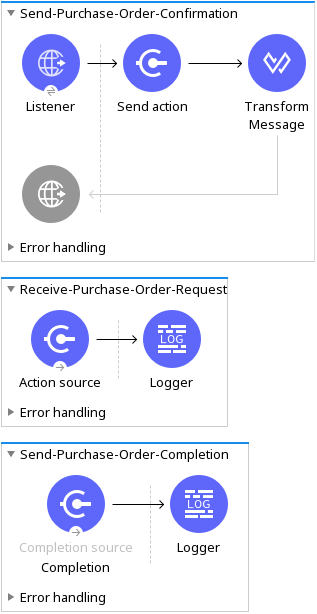 Send-Purchase-Order-Confirmation
Listener
Send action
Transform
Message
Error handling
Receive-Purchase-Order-Request
LOG
Action source
Logger
Error handling
Send-Purchase-Order-Completion
LOG
Completion source
Logger
Completion
Error handling